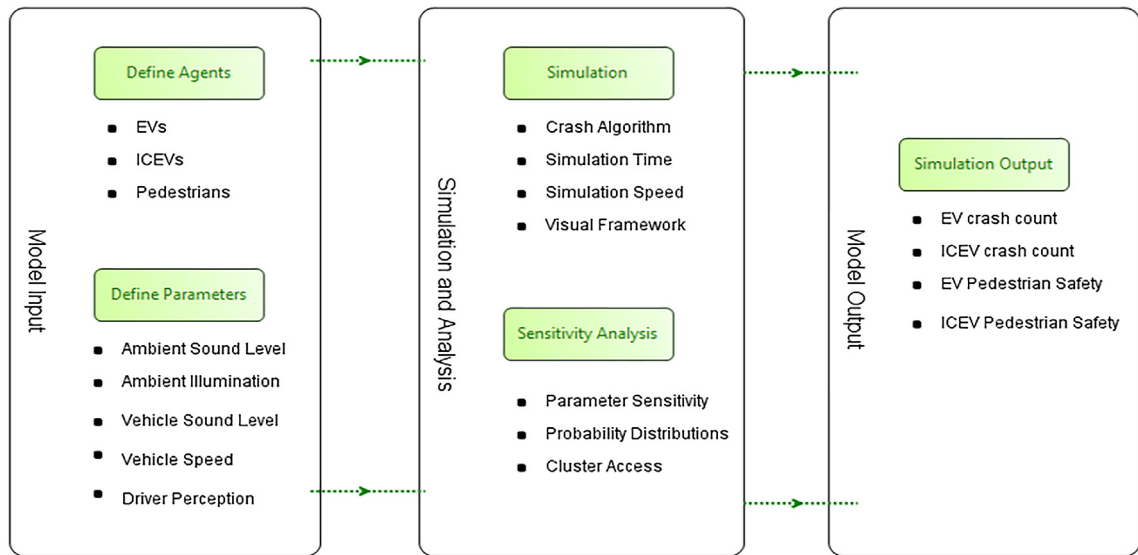 Model Input
Define Agents
EVs
ICEVs
Pedestrians
Define Parameters
Ambient Sound Level
Ambient Illumination
Vehicle Sound Level
Vehicle Speed
Driver Perception
Simulation and Analysis
Simulation
Crash Algorithm
Simulation Time
Simulation Speed
Visual Framework
Sensitivity Analysis
Parameter Sensitivity
Probability Distributions
Cluster Access
Model Output
Simulation Output
EV crash count
ICEV crash count
EV Pedestrian Safety
ICEV Pedestrian Safety